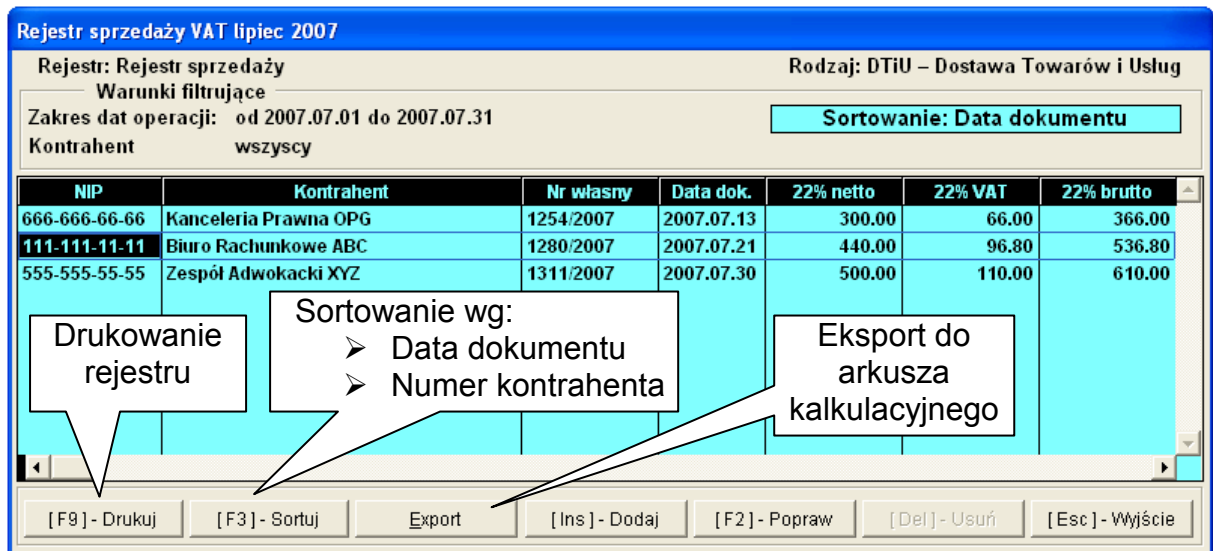 Rejestr sprzedaży VAT lipiec 2007
Rejestr: Rejestr sprzedaży Rodzaj: DTiU – Dostawa Towarów i Usług
Warunki filtrujące
Zakres dat operacji: od 2007.07.01 do 2007.07.31 Sortowanie: Data dokumentu
Kontrahent wszyscy
NIP Kontrahent Nr własny Data dok. 22% netto 22% VAT 22% brutto
666-666-66-66 Kanceleria Prawna OPG 1254/2007 2007.07.13 300.00 66.00 366.00
111-111-11-11 Biuro Rachunkowe ABC 1280/2007 2007.07.21 440.00 96.80 536.80
555-555-55-55 Zespół Adwokacki XYZ 1311/2007 2007.07.30 500.00 110.00 610.00
Drukowanie
rejestru
Sortowanie wg:
➢ Data dokumentu
➢ Numer kontrahenta
Eksport do
arkusza
kalkulacyjnego
[F9] - Drukuj [F3] - Sortuj Export [Ins] - Dodaj [F2] - Popraw [Del] - Usuń [Esc] - Wyjście